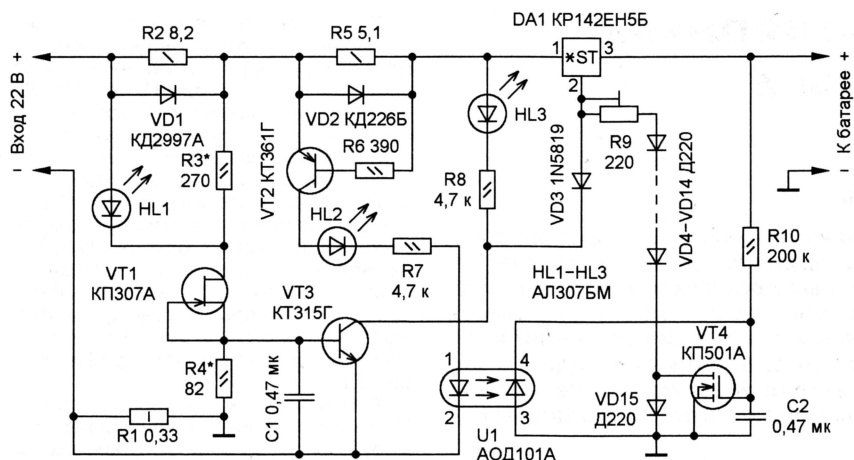 DA1 КР142ЕН5Б
R2 8,2
R5 5,1
1
*ST
3
2
+
+
Вход 22 В
-
К батарее
-
VD1
КД2997А
VD2 КД226Б
HL3
R3*
270
R6 390
R9
220
VT2 КТ361Г
VD3 1N5819
VD4-VD14 Д220
HL1
HL2
R8
4,7 к
R7
4,7 к
R10
200 к
VT1
КП307А
VT3
КТ315Г
HL1-HL3
АЛ307БМ
VT4
КП501А
R4*
82
C1 0,47 мк
1
4
2
3
VD15
Д220
C2
0,47 мк
R1 0,33
U1
АОД101А